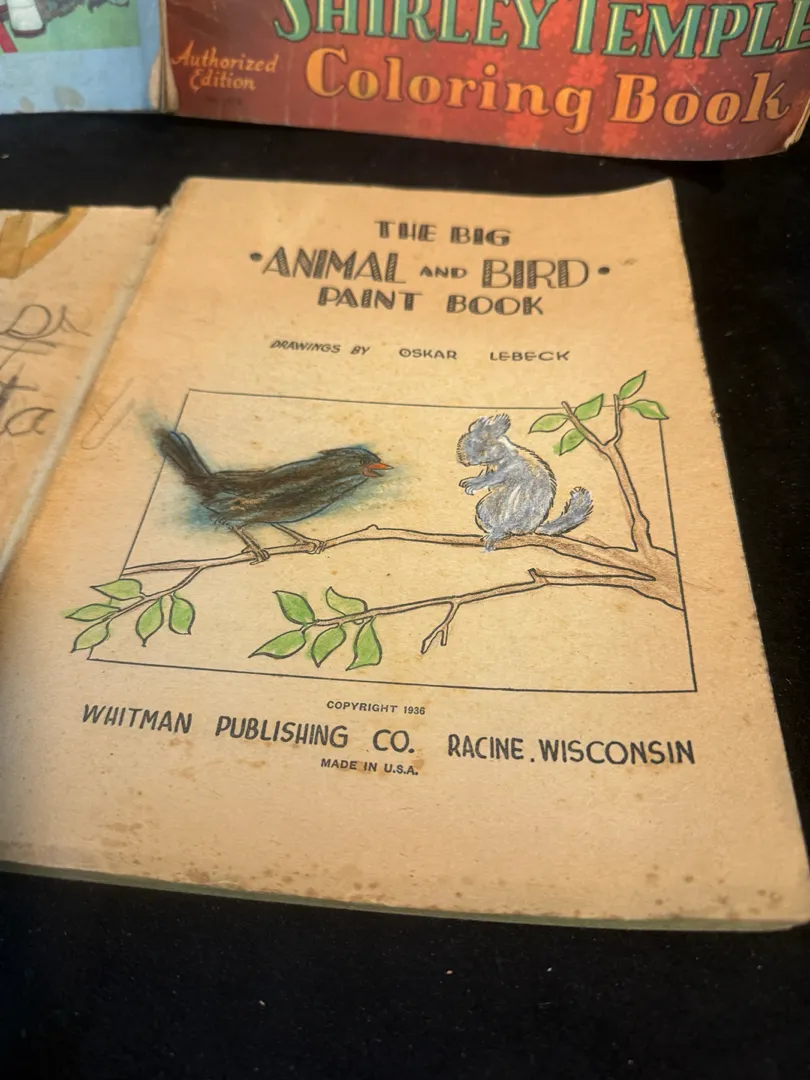 SHIRLEY TEMPLE
Authorized
Edition
Coloring Book
THE BIG
•ANIMAL AND BIRD•
PAINT BOOK
DRAWINGS BY OSKAR LEBECK
COPYRIGHT 1936
WHITMAN PUBLISHING CO. RACINE, WISCONSIN
MADE IN U.S.A.